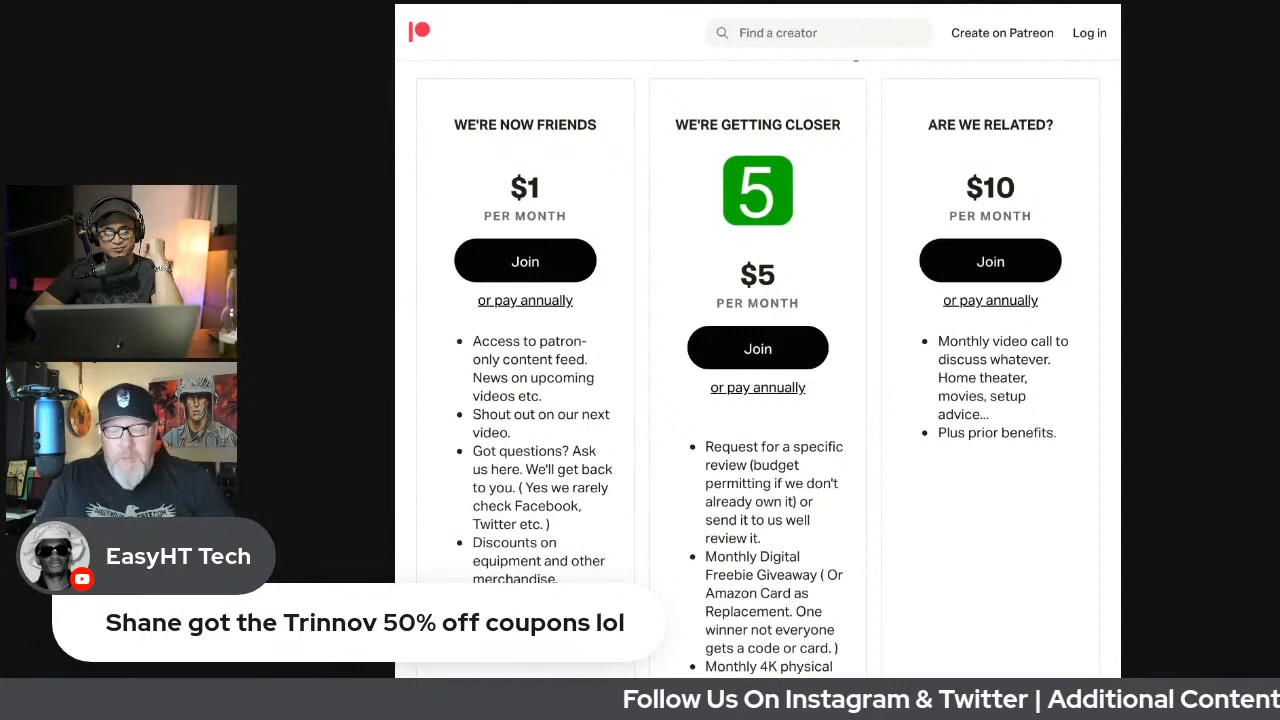 Find a creator
Create on Patreon
Log in
WE'RE NOW FRIENDS
$1
PER MONTH
Join
or pay annually
Access to patron-
only content feed.
News on upcoming
videos etc.
Shout out on our next
video.
Got questions? Ask
us here. We'll get back
to you. ( Yes we rarely
check Facebook,
Twitter etc. )
Discounts on
equipment and other
merchandise.
WE'RE GETTING CLOSER
5
$5
PER MONTH
Join
or pay annually
Request for a specific
review (budget
permitting if we don't
already own it) or
send it to us well
review it.
Monthly Digital
Freebie Giveaway ( Or
Amazon Card as
Replacement. One
winner not everyone
gets a code or card. )
Monthly 4K physical
ARE WE RELATED?
$10
PER MONTH
Join
or pay annually
Monthly video call to
discuss whatever.
Home theater,
movies, setup
advice...
Plus prior benefits.
EasyHT Tech
Shane got the Trinnov 50% off coupons lol
Follow Us On Instagram & Twitter | Additional Content